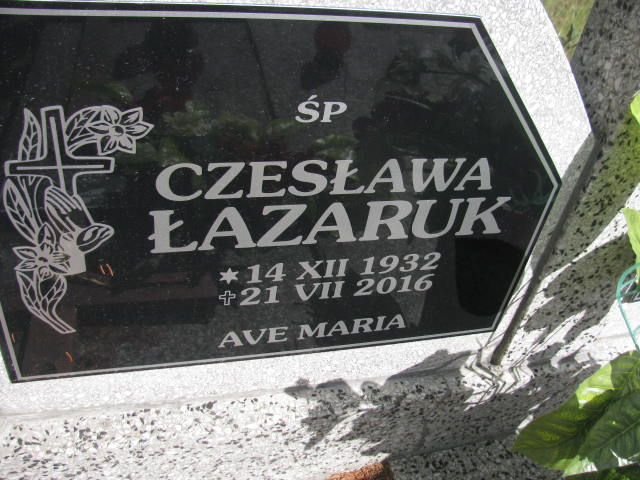 ŚP
CZESŁAWA
ŁAZARUK
✶ 14 XII 1932
✝ 21 VII 2016
AVE MARIA